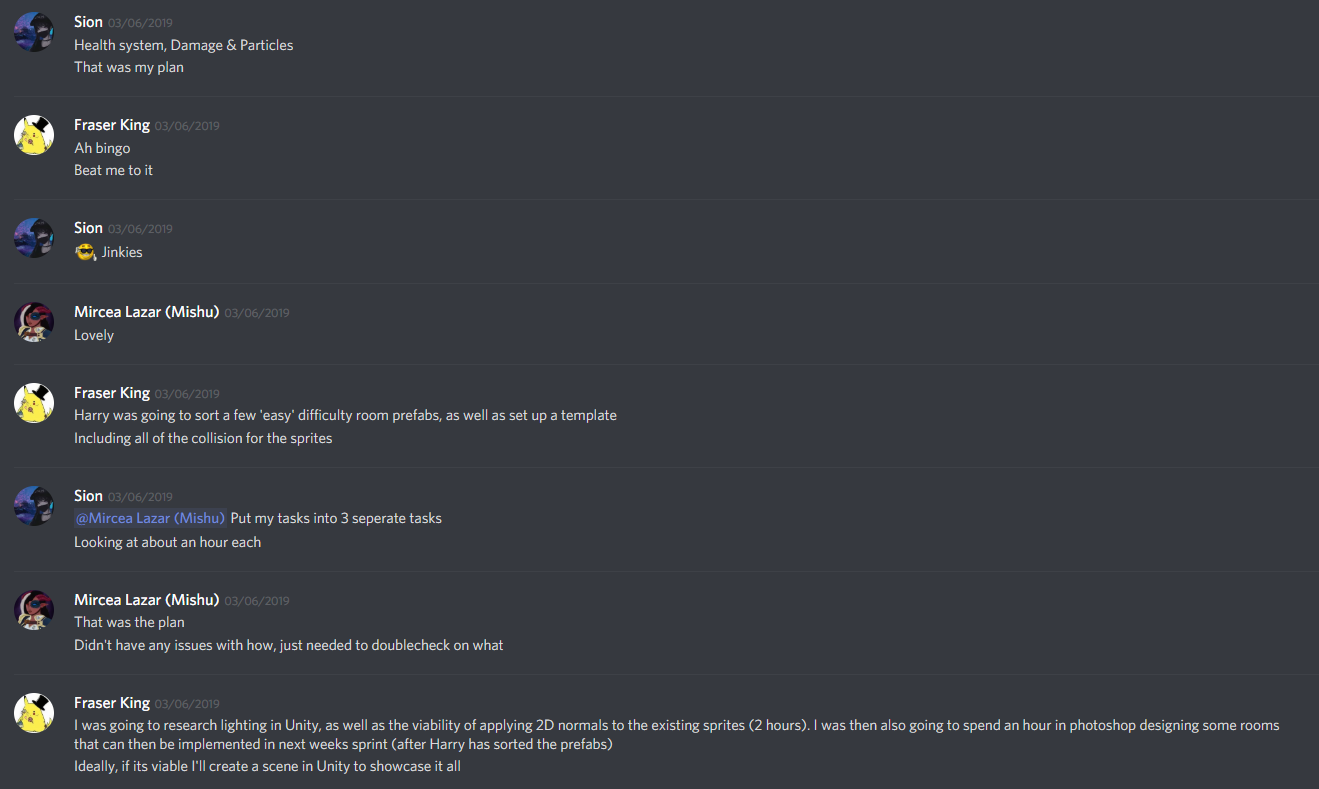 Sion 03/06/2019
Health system, Damage & Particles
That was my plan
Fraser King 03/06/2019
Ah bingo
Beat me to it
Sion 03/06/2019
Jinkies
Mircea Lazar (Mishu) 03/06/2019
Lovely
Fraser King 03/06/2019
Harry was going to sort a few 'easy' difficulty room prefabs, as well as set up a template
Including all of the collision for the sprites
Sion 03/06/2019
@Mircea Lazar (Mishu) Put my tasks into 3 seperate tasks
Looking at about an hour each
Mircea Lazar (Mishu) 03/06/2019
That was the plan
Didn't have any issues with how, just needed to doublecheck on what
Fraser King 03/06/2019
I was going to research lighting in Unity, as well as the viability of applying 2D normals to the existing sprites (2 hours). I was then also going to spend an hour in photoshop designing some rooms
that can then be implemented in next weeks sprint (after Harry has sorted the prefabs)
Ideally, if its viable I'll create a scene in Unity to showcase it all